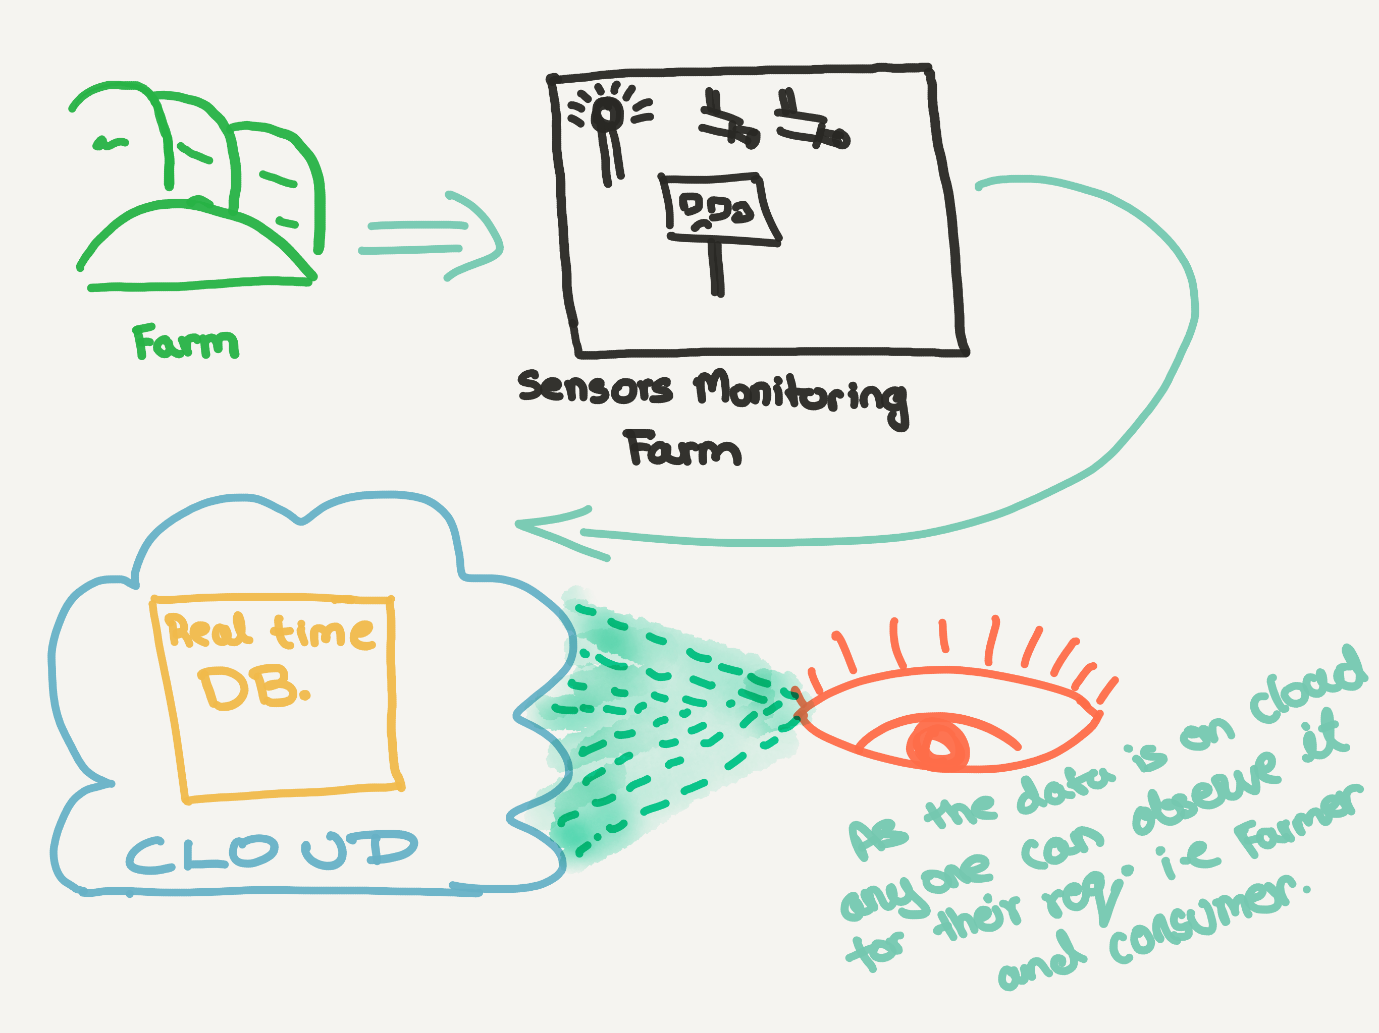 Farm
Sensors Monitoring
Farm
Real time
DB.
CLOUD
As the data is on cloud
anyone can observe it
for their req. i-e Farmer
and consumer.